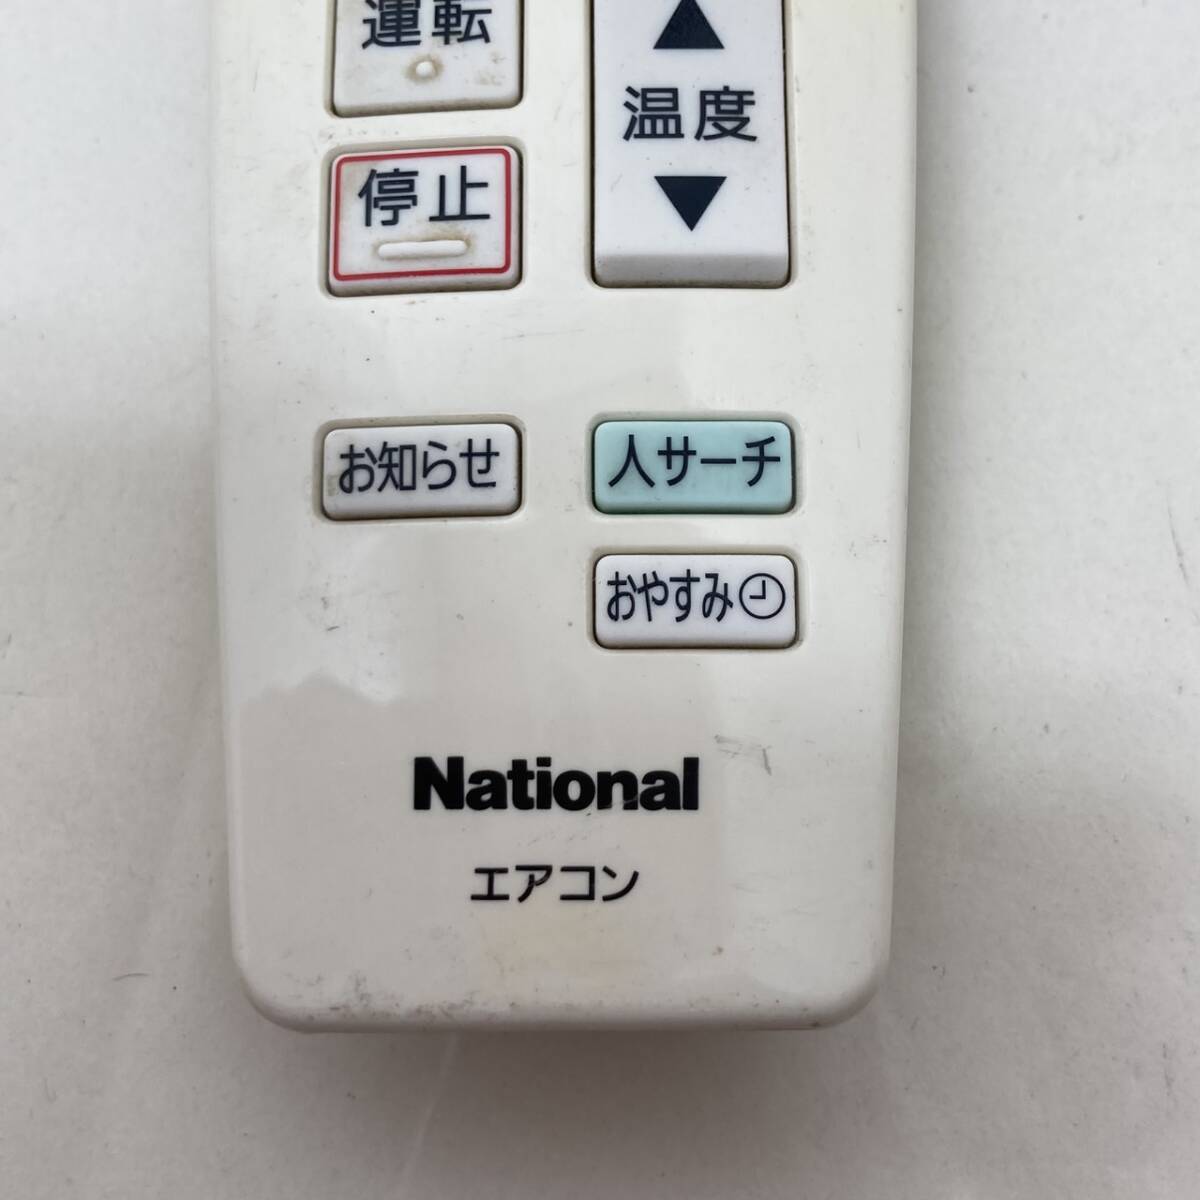 運転
▲
温度
▼
停止
お知らせ
人サーチ
おやすみ
National
エアコン